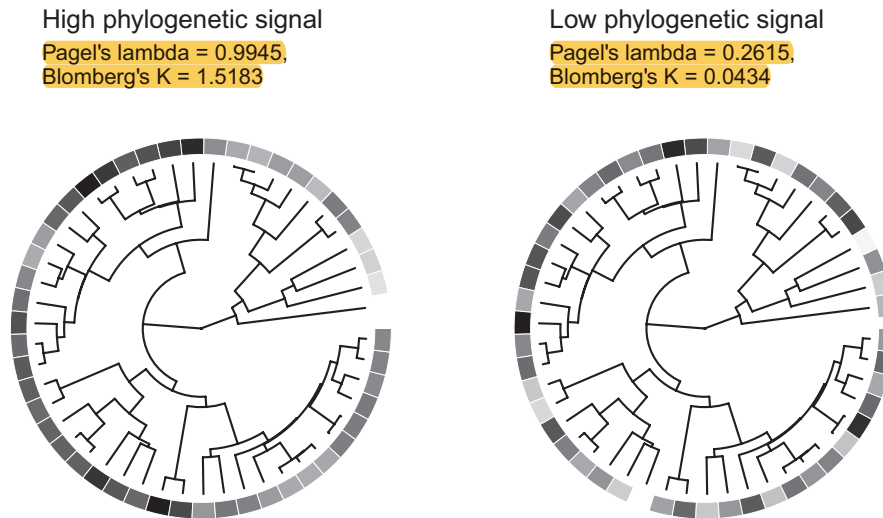 High phylogenetic signal
Pagel's lambda = 0.9945,
Blomberg's K = 1.5183
Low phylogenetic signal
Pagel's lambda = 0.2615,
Blomberg's K = 0.0434